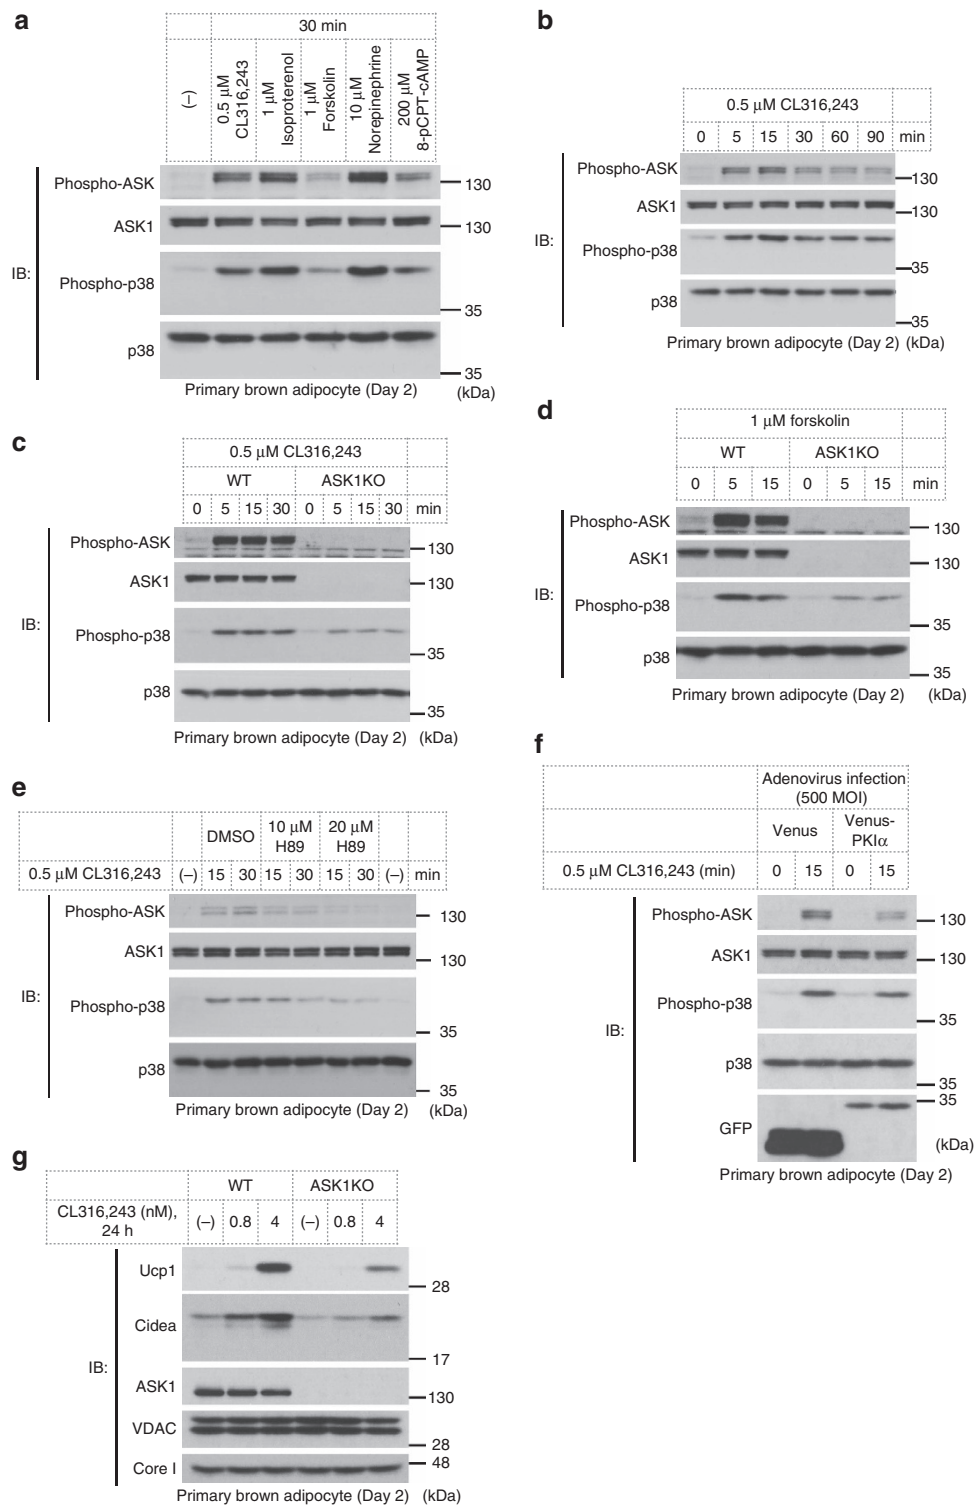 a
30 min
(–)
0.5 μM CL316,243
1 μM Isoproterenol
1 μM Forskolin
10 μM Norepinephrine
200 μM 8-pCPT-cAMP
IB:
Phospho-ASK
130
ASK1
130
Phospho-p38
35
p38
35
Primary brown adipocyte (Day 2) (kDa)
b
0.5 μM CL316,243
0 5 15 30 60 90 min
IB:
Phospho-ASK
130
ASK1
130
Phospho-p38
35
p38
35
Primary brown adipocyte (Day 2) (kDa)
c
0.5 μM CL316,243
WT ASK1KO
0 5 15 30 0 5 15 30 min
IB:
Phospho-ASK
130
ASK1
130
Phospho-p38
35
p38
35
Primary brown adipocyte (Day 2) (kDa)
d
1 μM forskolin
WT ASK1KO
0 5 15 0 5 15 min
IB:
Phospho-ASK
130
ASK1
130
Phospho-p38
35
p38
35
Primary brown adipocyte (Day 2) (kDa)
e
DMSO 10 μM H89 20 μM H89
0.5 μM CL316,243 (–) 15 30 15 30 15 30 (–) min
IB:
Phospho-ASK
130
ASK1
130
Phospho-p38
35
p38
35
Primary brown adipocyte (Day 2) (kDa)
f
Adenovirus infection
(500 MOI)
Venus Venus-PKIα
0.5 μM CL316,243 (min) 0 15 0 15
IB:
Phospho-ASK
130
ASK1
130
Phospho-p38
35
p38
35
35
GFP
(kDa)
Primary brown adipocyte (Day 2)
g
WT ASK1KO
CL316,243 (nM),
24 h
(–) 0.8 4 (–) 0.8 4
IB:
Ucp1
28
Cidea
17
ASK1
130
VDAC
28
48
Core I
Primary brown adipocyte (Day 2) (kDa)